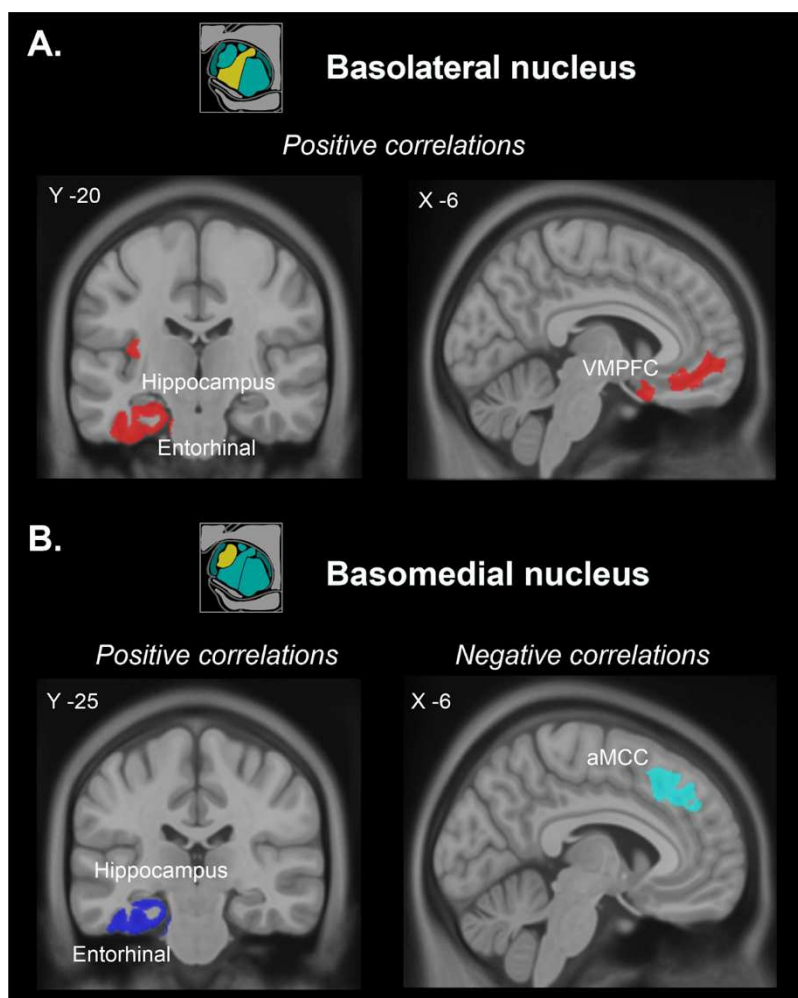 A.
Basolateral nucleus
Positive correlations
Y -20
X -6
Hippocampus
Entorhinal
VMPFC
B.
Basomedial nucleus
Positive correlations
Negative correlations
Y -25
X -6
Hippocampus
Entorhinal
aMCC